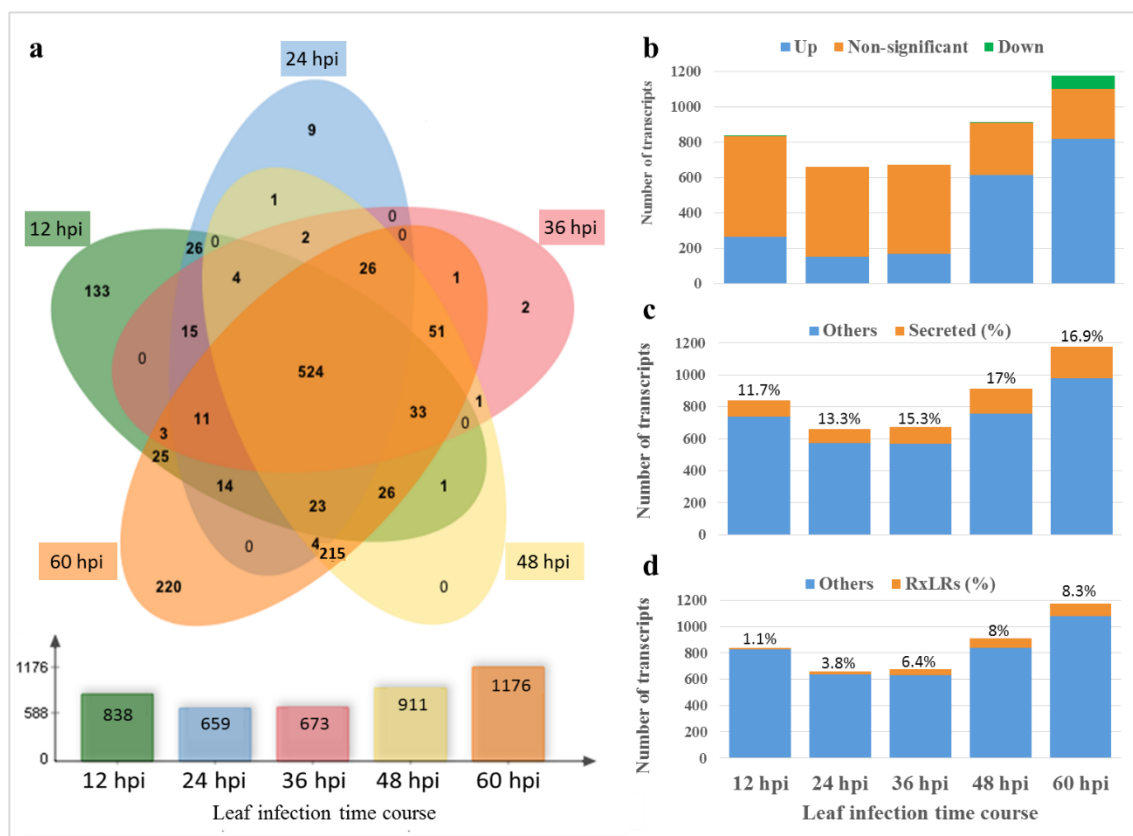 a
24 hpi
9
1
0
36 hpi
12 hpi
26
0
2
0
133
4
26
1
2
15
51
0
524
1
11
33
0
3
25
14
26
1
23
4
215
0
60 hpi
48 hpi
220
0
1176
588
0
838
659
673
911
1176
12 hpi
24 hpi
36 hpi
48 hpi
60 hpi
Leaf infection time course
b
Up
Non-significant
Down
Number of transcripts
1200
1000
800
600
400
200
0
c
Others
Secreted (%)
Number of transcripts
1200
1000
800
600
400
200
0
11.7%
13.3%
15.3%
17%
16.9%
d
Others
RxLRs (%)
Number of transcripts
1200
1000
800
600
400
200
0
1.1%
3.8%
6.4%
8%
8.3%
12 hpi
24 hpi
36 hpi
48 hpi
60 hpi
Leaf infection time course